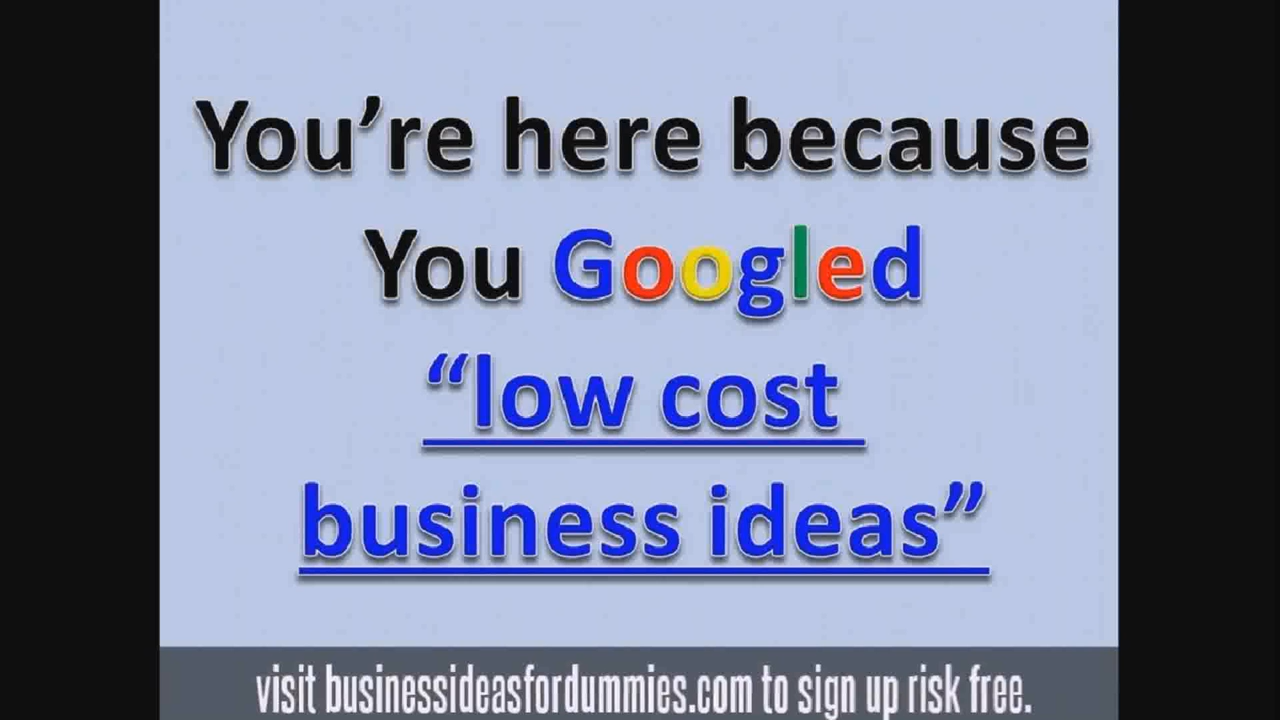 You’re here because
You Googled
“low cost
business ideas”
visit businessideasfordummies.com to sign up risk free.